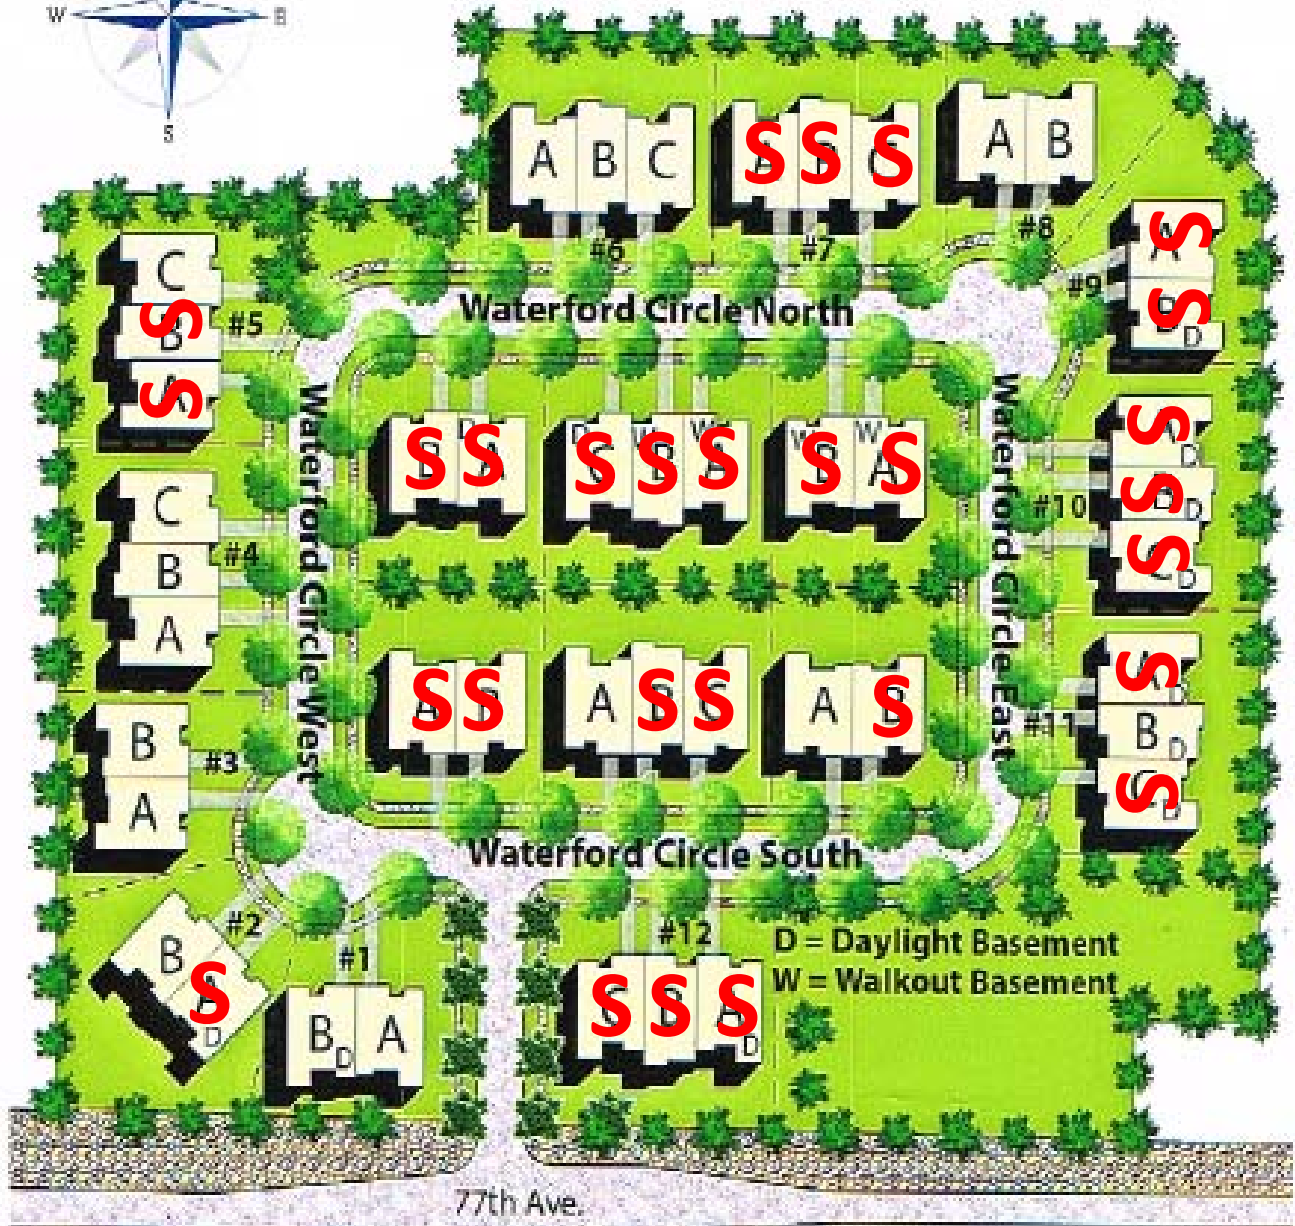 W E
S
A B C S S S A B
#6 #7 #8
S
#9
S
D
C
S #5
S
Waterford Circle North
Waterford Circle West
Waterford Circle East
D W W W W
S S S S S S S
S
D
#10 S
D
S
D
C
#4
B
A
S S A S S A S
S
D
#11 B D
S
D
B
#3
A
Waterford Circle South
#2
B
S
D
#1
B D A
#12
S S S
D
D = Daylight Basement
W = Walkout Basement
77th Ave.